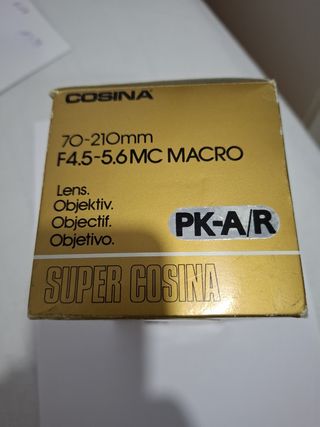 COSINA
70-210mm
F4.5-5.6 MC MACRO
Lens.
Objektiv.
Objectif.
Objetivo.
PK-A/R
SUPER COSINA